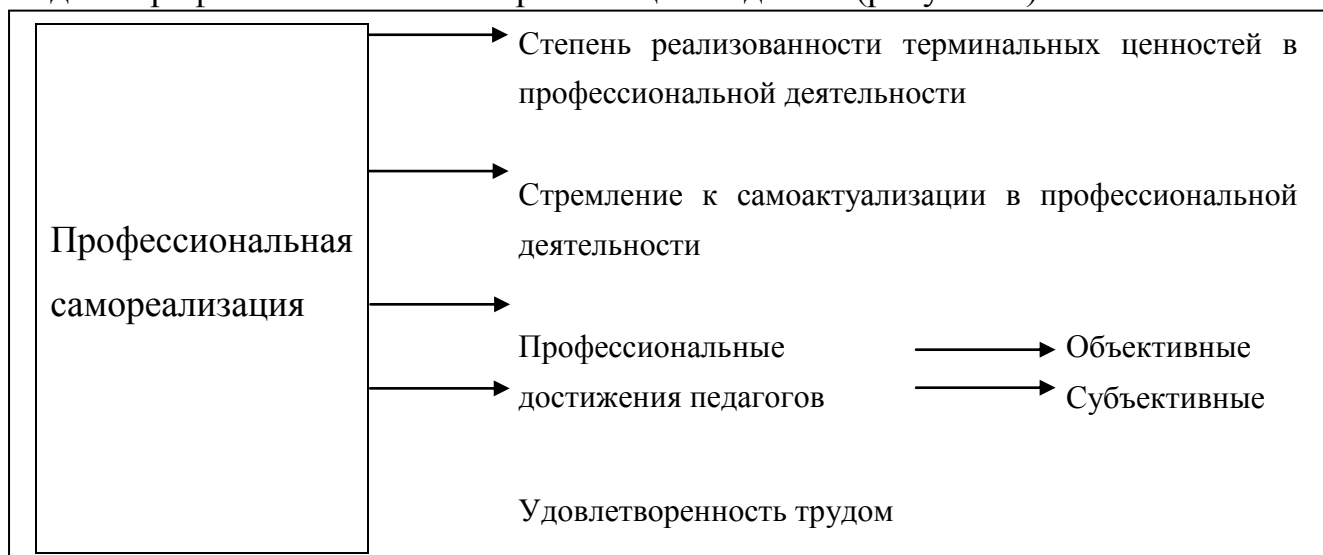 Степень реализованности терминальных ценностей в
профессиональной деятельности
Стремление к самоактуализации в профессиональной
деятельности
Профессиональная
самореализация
Профессиональные
достижения педагогов
Объективные
Субъективные
Удовлетворенность трудом